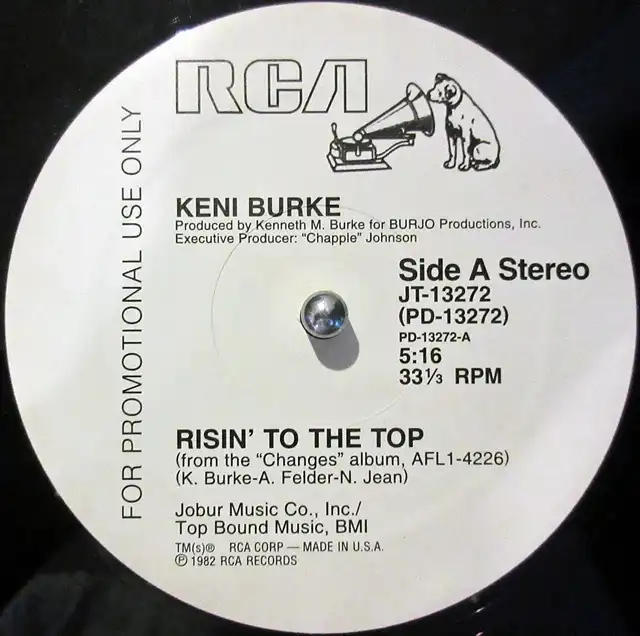 RCA
FOR PROMOTIONAL USE ONLY
KENI BURKE
Produced by Kenneth M. Burke for BURJO Productions, Inc.
Executive Producer: “Chapple” Johnson
Side A Stereo
JT-13272
(PD-13272)
PD-13272-A
5:16
33⅓ RPM
RISIN’ TO THE TOP
(from the “Changes” album, AFL1-4226)
(K. Burke-A. Felder-N. Jean)
Jobur Music Co., Inc./
Top Bound Music, BMI
TM(s)® RCA CORP — MADE IN U.S.A.
℗ 1982 RCA RECORDS